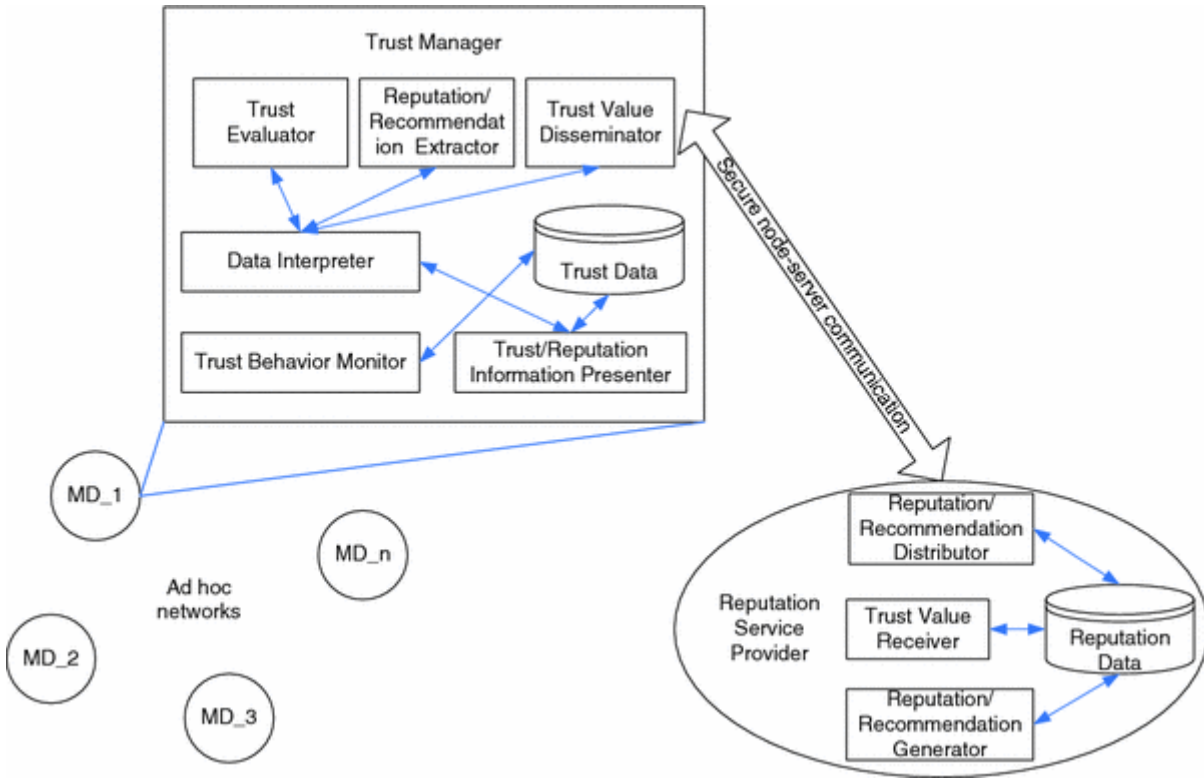 Trust Manager
Trust
Evaluator
Reputation/
Recommendat
ion Extractor
Trust Value
Disseminator
Data Interpreter
Trust Data
Trust Behavior Monitor
Trust/Reputation
Information Presenter
Secure node-server communication
MD_1
MD_n
Ad hoc
networks
MD_2
MD_3
Reputation
Service
Provider
Reputation/
Recommendation
Distributor
Trust Value
Receiver
Reputation
Data
Reputation/
Recommendation
Generator